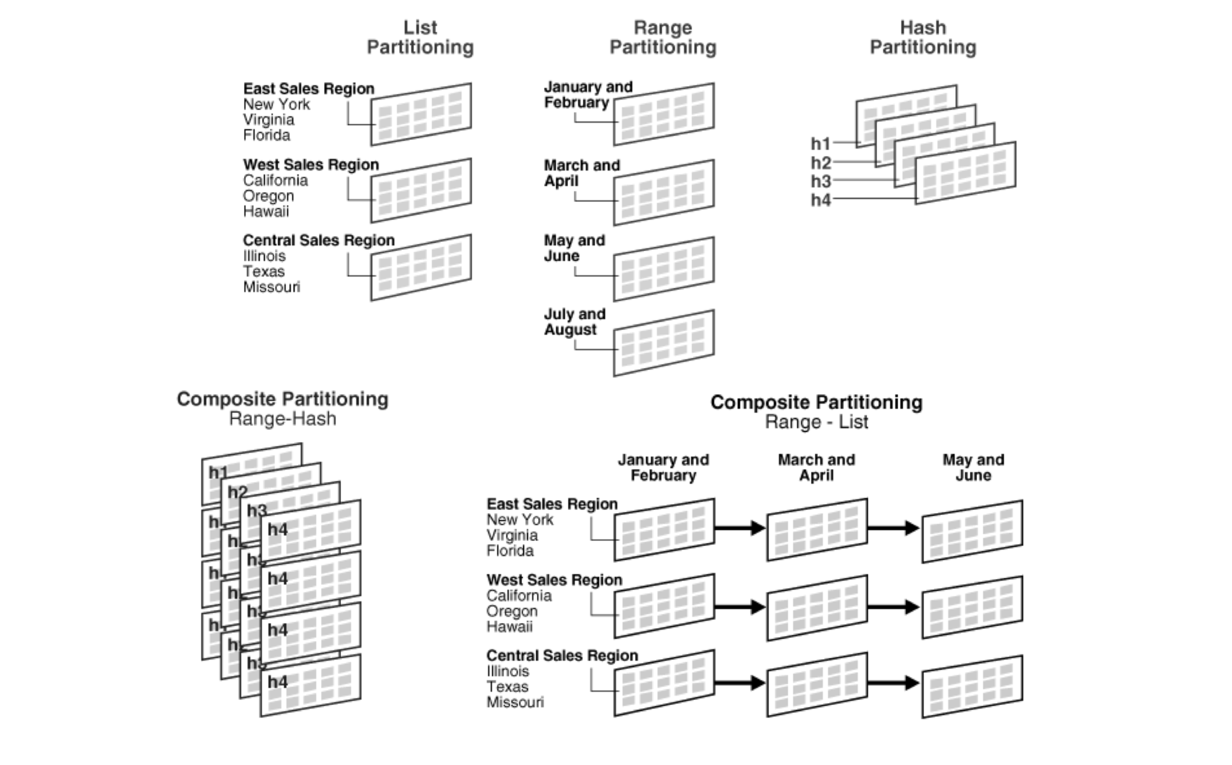 List
Partitioning
East Sales Region
New York
Virginia
Florida
West Sales Region
California
Oregon
Hawaii
Central Sales Region
Illinois
Texas
Missouri
Range
Partitioning
January and
February
March and
April
May and
June
July and
August
Hash
Partitioning
h1
h2
h3
h4
Composite Partitioning
Range-Hash
h1
h2
h3
h4
h4
h4
h4
Composite Partitioning
Range - List
January and
February
March and
April
May and
June
East Sales Region
New York
Virginia
Florida
West Sales Region
California
Oregon
Hawaii
Central Sales Region
Illinois
Texas
Missouri